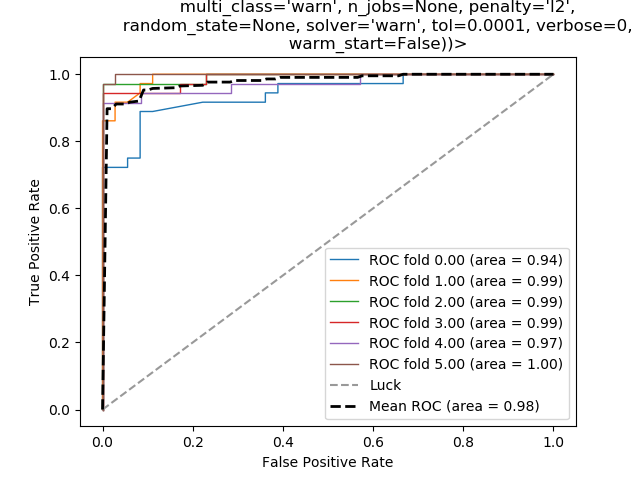 multi_class='warn', n_jobs=None, penalty='l2',
random_state=None, solver='warn', tol=0.0001, verbose=0,
warm_start=False))>
1.0
0.8
0.6
0.4
0.2
0.0
True Positive Rate
ROC fold 0.00 (area = 0.94)
ROC fold 1.00 (area = 0.99)
ROC fold 2.00 (area = 0.99)
ROC fold 3.00 (area = 0.99)
ROC fold 4.00 (area = 0.97)
ROC fold 5.00 (area = 1.00)
Luck
Mean ROC (area = 0.98)
0.0 0.2 0.4 0.6 0.8 1.0
False Positive Rate